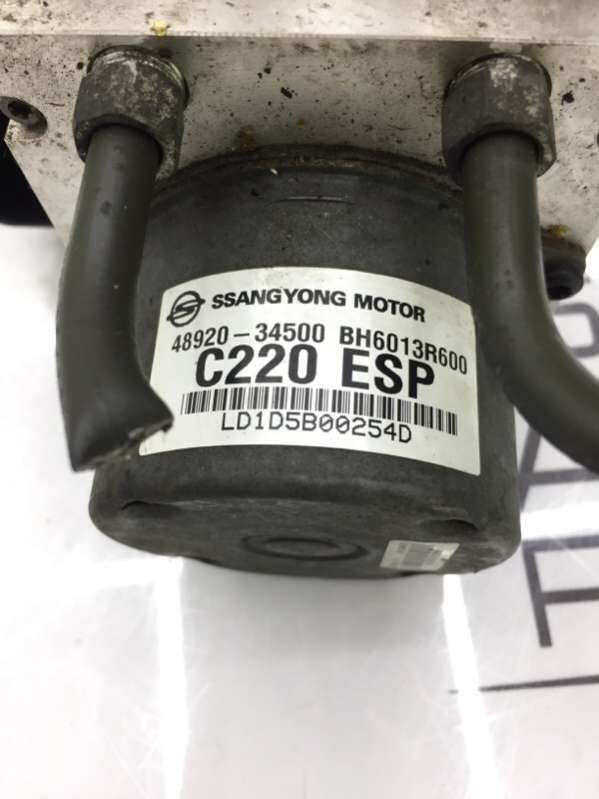 SSANGYONG MOTOR
48920-34500 BH6013R600
C220 ESP
LD1D5B00254D